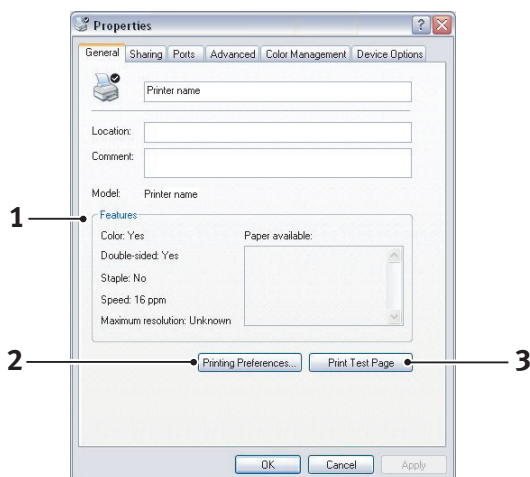 Properties
General Sharing Ports Advanced Color Management Device Options
Printer name
Location:
Comment:
Model: Printer name
1
Features
Color: Yes Paper available:
Double-sided: Yes
Staple: No
Speed: 16 ppm
Maximum resolution: Unknown
2 Printing Preferences... Print Test Page 3
OK Cancel Apply